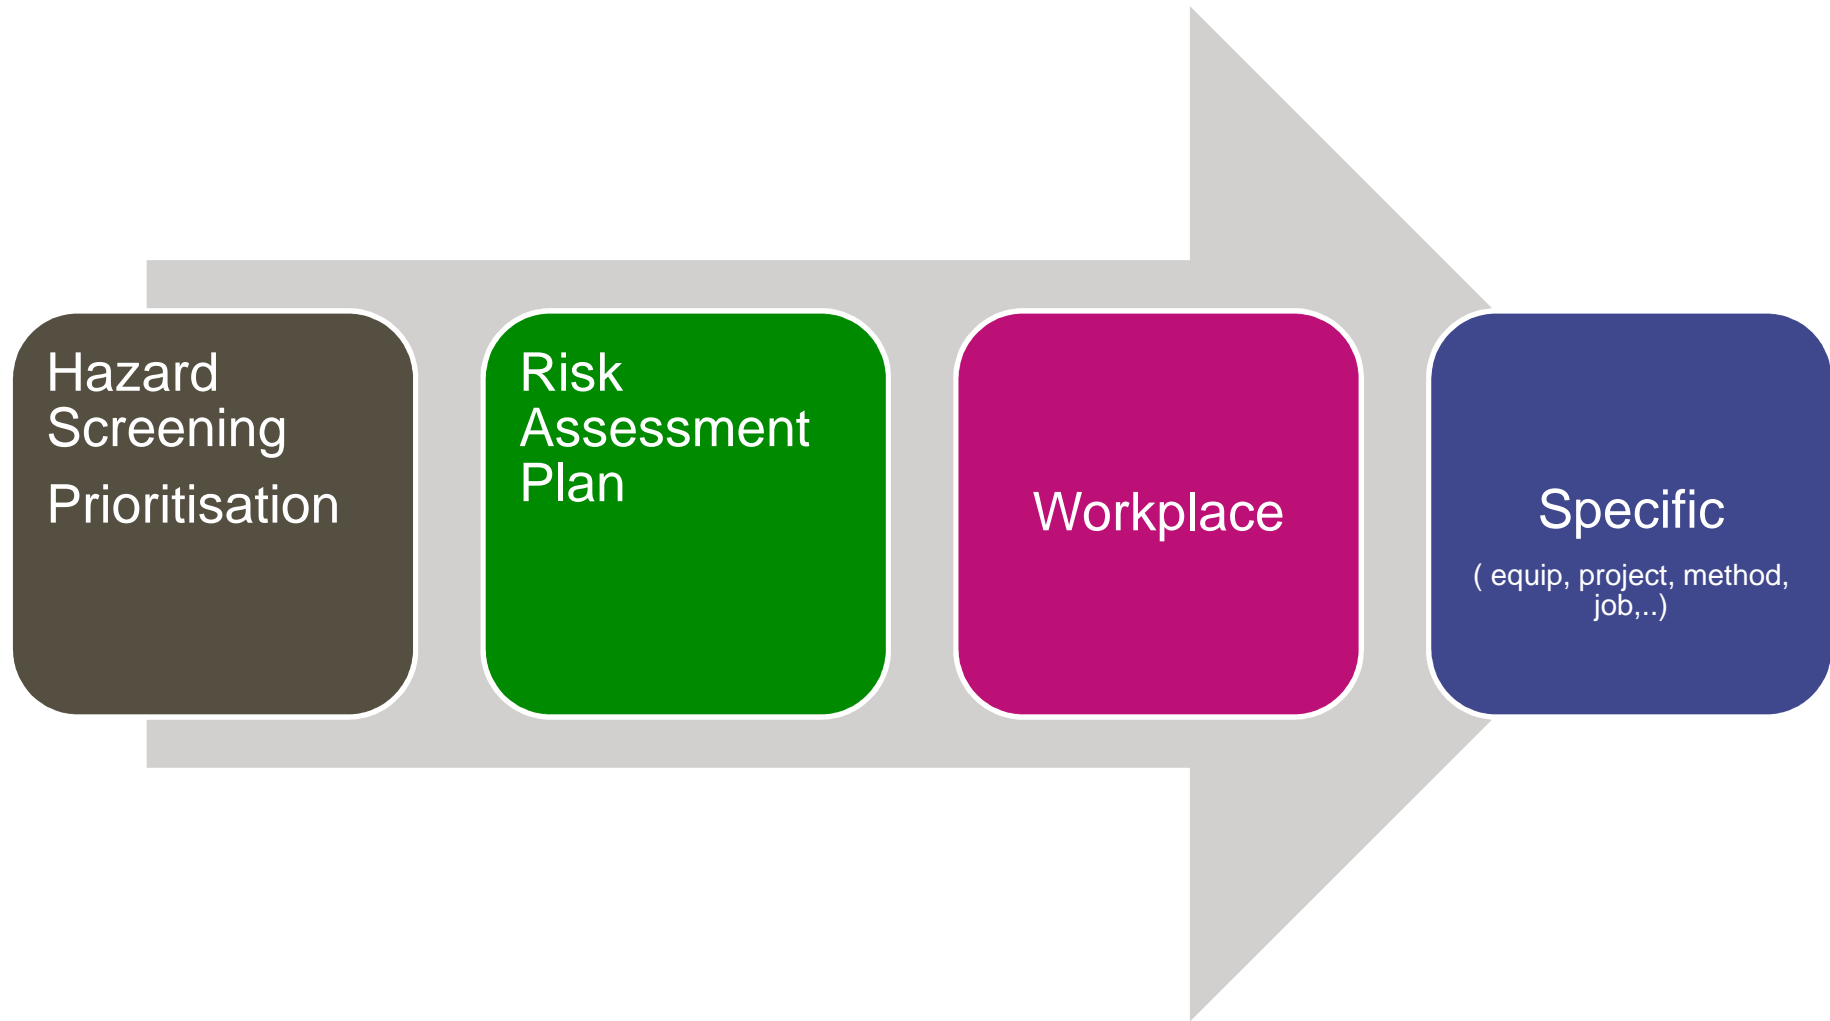 Hazard
Screening
Prioritisation
Risk
Assessment
Plan
Workplace
Specific
( equip, project, method,
job,..)